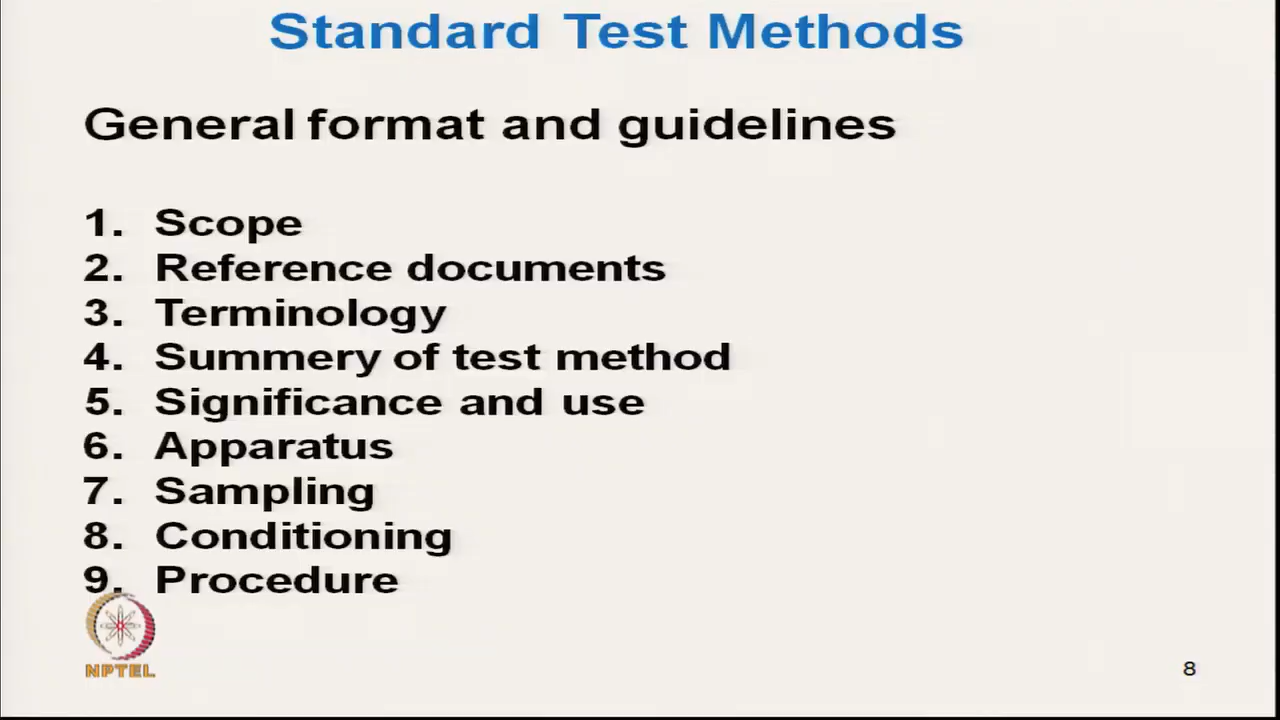 Standard Test Methods
General format and guidelines
1. Scope
2. Reference documents
3. Terminology
4. Summery of test method
5. Significance and use
6. Apparatus
7. Sampling
8. Conditioning
9. Procedure
NPTEL
8